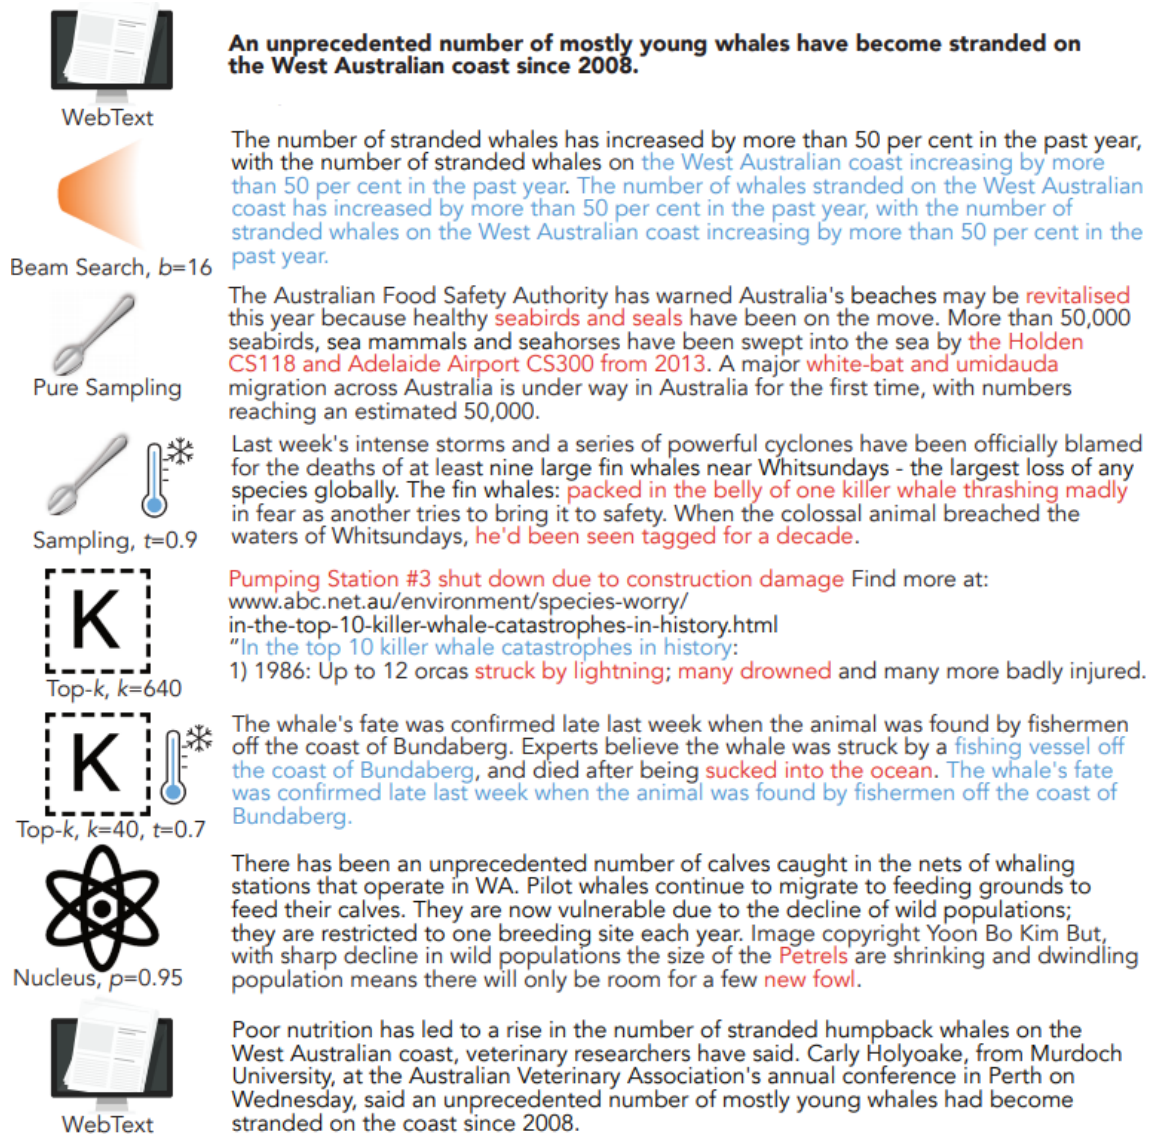 An unprecedented number of mostly young whales have become stranded on
the West Australian coast since 2008.
WebText
The number of stranded whales has increased by more than 50 per cent in the past year,
with the number of stranded whales on the West Australian coast increasing by more
than 50 per cent in the past year. The number of whales stranded on the West Australian
coast has increased by more than 50 per cent in the past year, with the number of
stranded whales on the West Australian coast increasing by more than 50 per cent in the
past year.
Beam Search, b=16
The Australian Food Safety Authority has warned Australia's beaches may be revitalised
this year because healthy seabirds and seals have been on the move. More than 50,000
seabirds, sea mammals and seahorses have been swept into the sea by the Holden
CS118 and Adelaide Airport CS300 from 2013. A major white-bat and umidauda
migration across Australia is under way in Australia for the first time, with numbers
reaching an estimated 50,000.
Pure Sampling
Last week's intense storms and a series of powerful cyclones have been officially blamed
for the deaths of at least nine large fin whales near Whitsundays - the largest loss of any
species globally. The fin whales: packed in the belly of one killer whale thrashing madly
in fear as another tries to bring it to safety. When the colossal animal breached the
waters of Whitsundays, he'd been seen tagged for a decade.
Sampling, t=0.9
Pumping Station #3 shut down due to construction damage Find more at:
www.abc.net.au/environment/species-worry/
in-the-top-10-killer-whale-catastrophes-in-history.html
"In the top 10 killer whale catastrophes in history:
1) 1986: Up to 12 orcas struck by lightning; many drowned and many more badly injured.
K
Top-k, k=640
The whale's fate was confirmed late last week when the animal was found by fishermen
off the coast of Bundaberg. Experts believe the whale was struck by a fishing vessel off
the coast of Bundaberg, and died after being sucked into the ocean. The whale's fate
was confirmed late last week when the animal was found by fishermen off the coast of
Bundaberg.
K
Top-k, k=40, t=0.7
There has been an unprecedented number of calves caught in the nets of whaling
stations that operate in WA. Pilot whales continue to migrate to feeding grounds to
feed their calves. They are now vulnerable due to the decline of wild populations;
they are restricted to one breeding site each year. Image copyright Yoon Bo Kim But,
with sharp decline in wild populations the size of the Petrels are shrinking and dwindling
population means there will only be room for a few new fowl.
Nucleus, p=0.95
Poor nutrition has led to a rise in the number of stranded humpback whales on the
West Australian coast, veterinary researchers have said. Carly Holyoake, from Murdoch
University, at the Australian Veterinary Association's annual conference in Perth on
Wednesday, said an unprecedented number of mostly young whales had become
stranded on the coast since 2008.
WebText